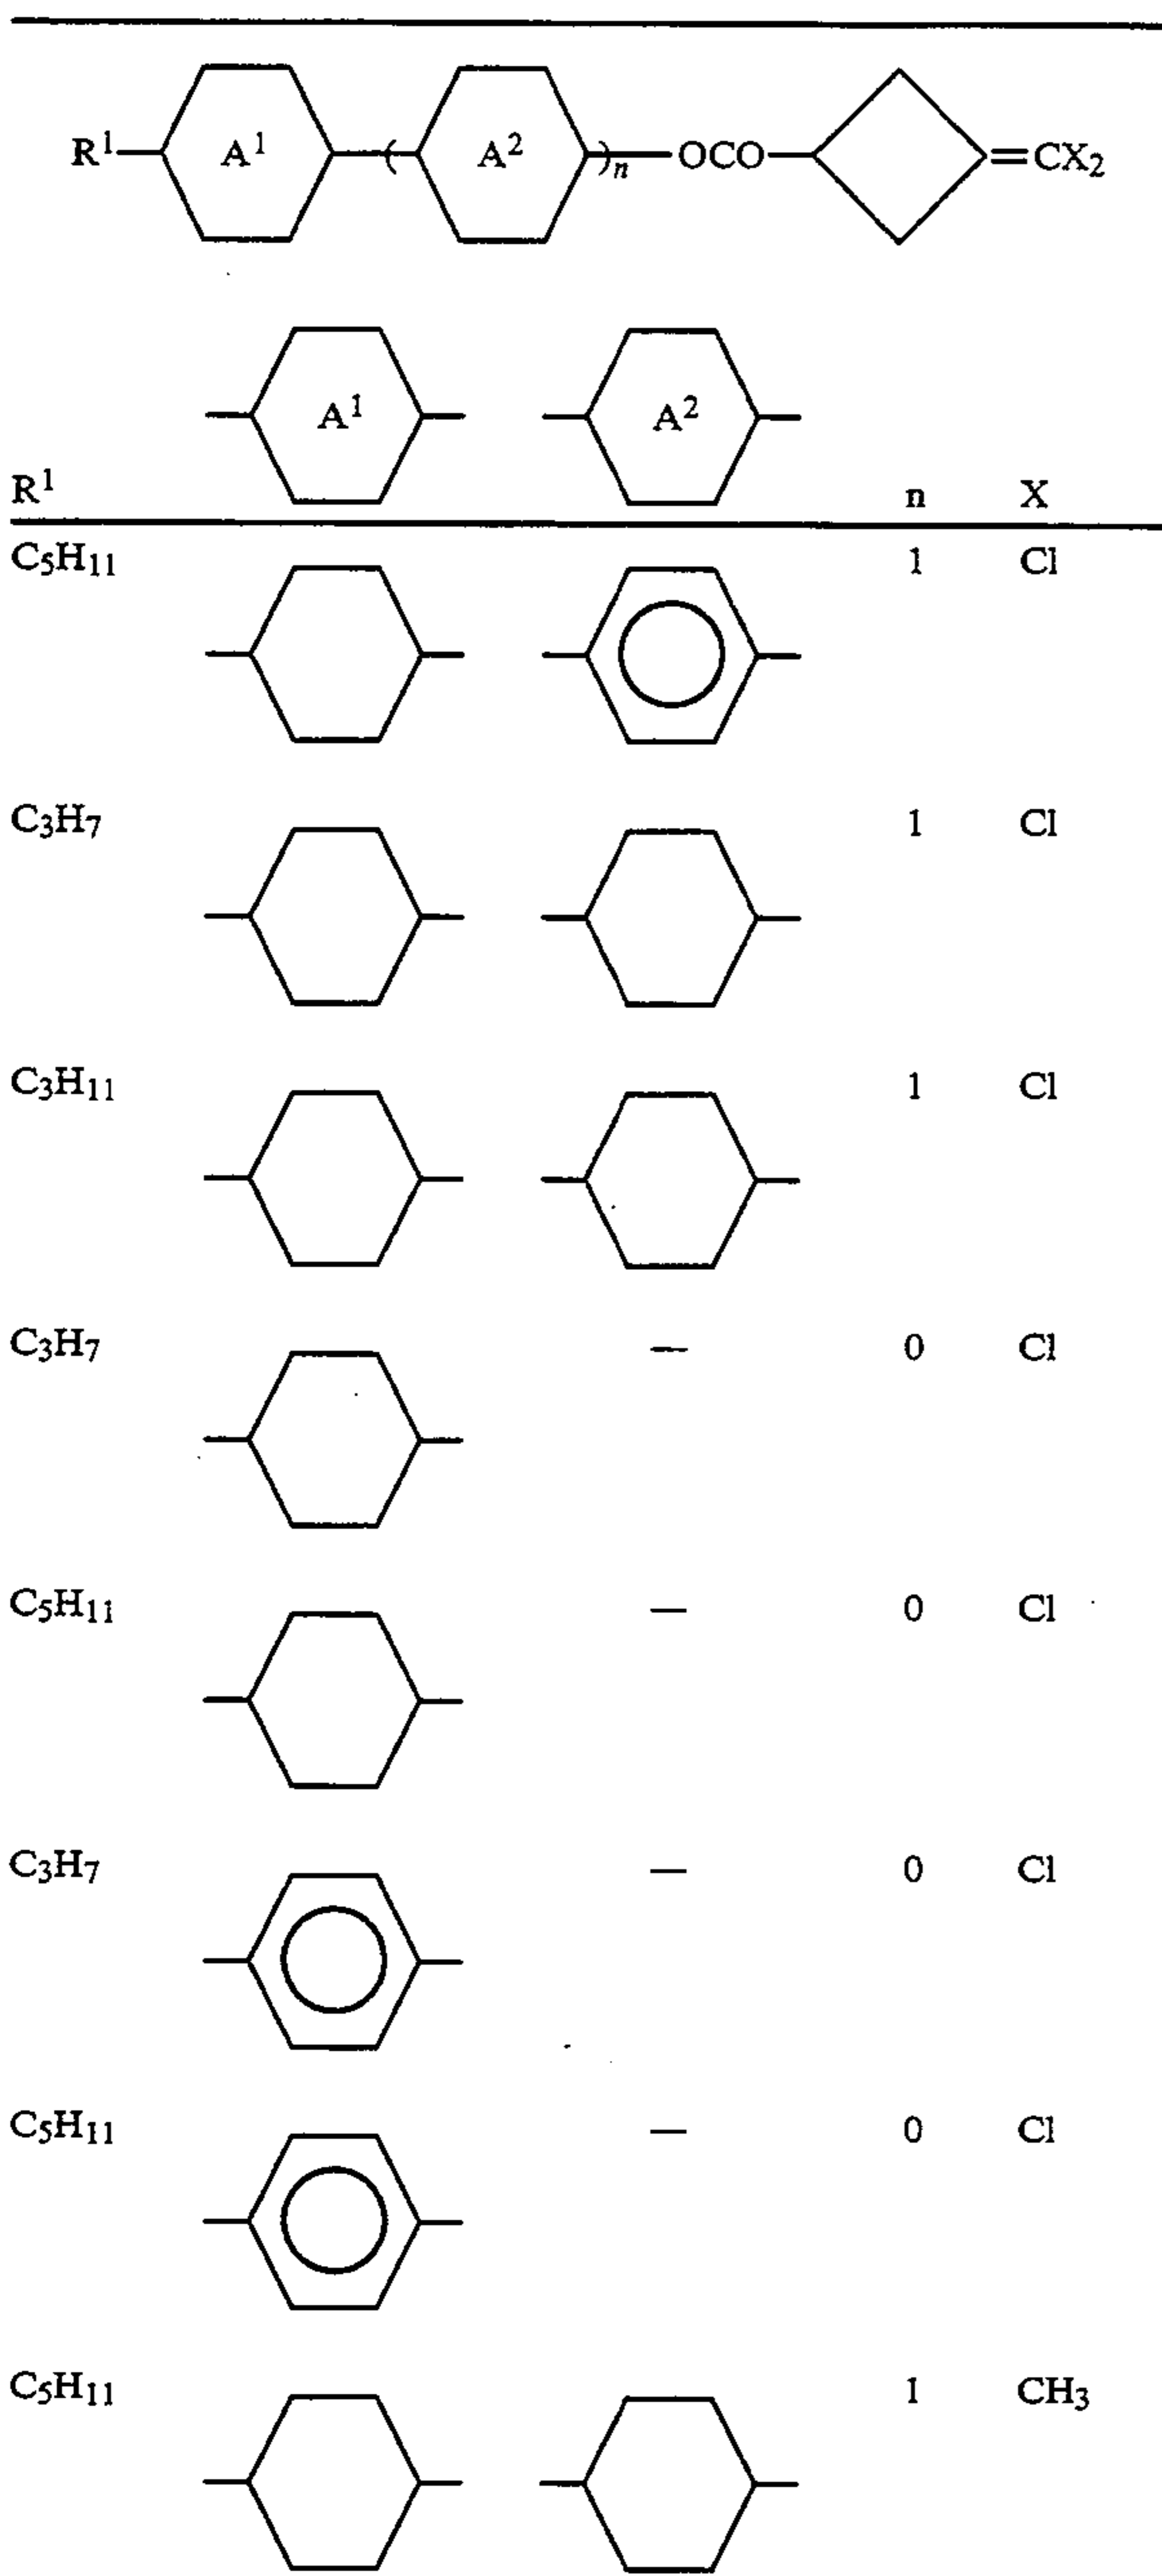 R¹ A¹ ( A² )n OCO =CX₂
A¹ A²
R¹ n X
C₅H₁₁ 1 Cl
C₃H₇ 1 Cl
C₃H₁₁ 1 Cl
C₃H₇ — 0 Cl
C₅H₁₁ — 0 Cl
C₃H₇ — 0 Cl
C₅H₁₁ — 0 Cl
C₅H₁₁ 1 CH₃